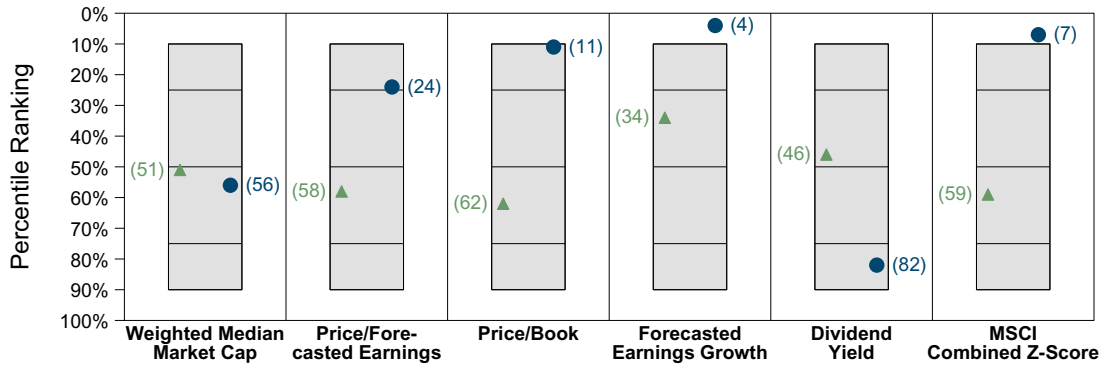 Percentile Ranking
0%
10%
20%
30%
40%
50%
60%
70%
80%
90%
100%
(51)
(56)
(58)
(24)
(62)
(11)
(34)
(4)
(46)
(82)
(59)
(7)
Weighted Median
Market Cap
Price/Fore-
casted Earnings
Price/Book
Forecasted
Earnings Growth
Dividend
Yield
MSCI
Combined Z-Score